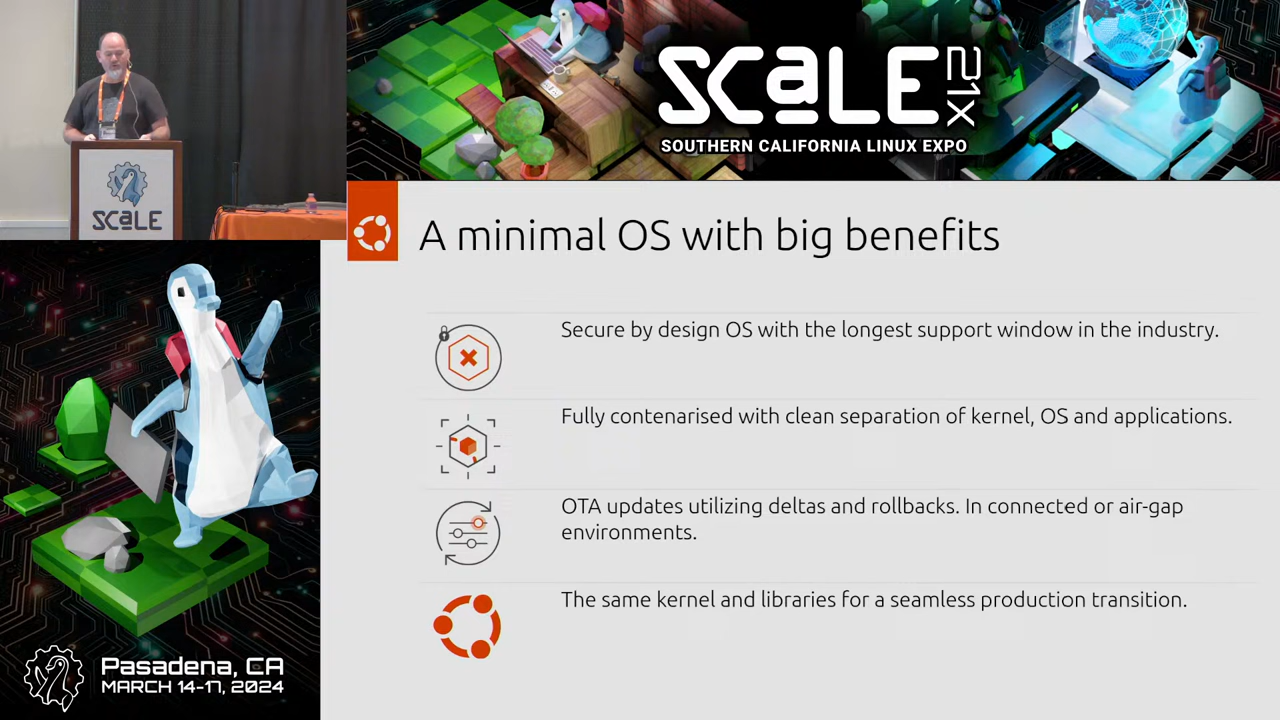 SCALE
21X
SOUTHERN CALIFORNIA LINUX EXPO
SCALE
A minimal OS with big benefits
Secure by design OS with the longest support window in the industry.
Fully contenarised with clean separation of kernel, OS and applications.
OTA updates utilizing deltas and rollbacks. In connected or air-gap
environments.
The same kernel and libraries for a seamless production transition.
Pasadena, CA
MARCH 14-17, 2024